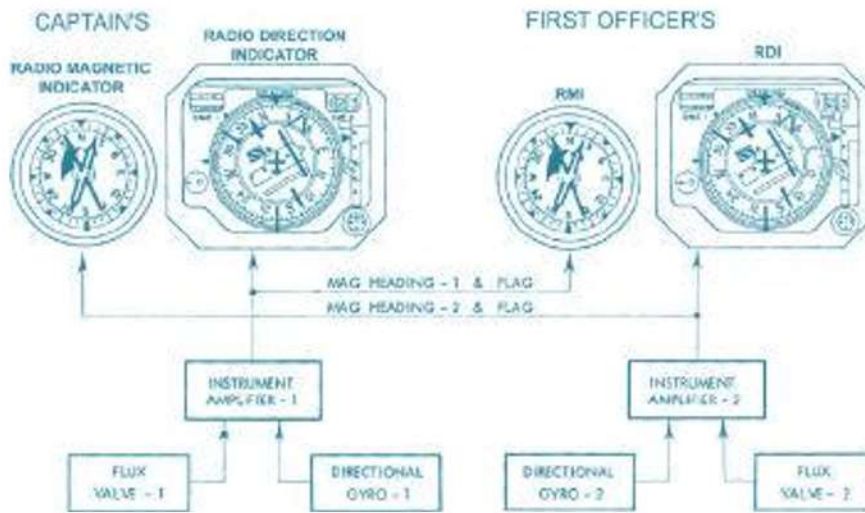 CAPTAIN'S
FIRST OFFICER'S
RADIO DIRECTION
INDICATOR
RDI
RADIO MAGNETIC
INDICATOR
RMI
MAG HEADING - 1 & FLAG
MAG HEADING - 2 & FLAG
INSTRUMENT
AMPLIFIER - 1
INSTRUMENT
AMPLIFIER - 2
FLUX
VALVE - 1
DIRECTIONAL
GYRO - 1
DIRECTIONAL
GYRO - 2
FLUX
VALVE - 2